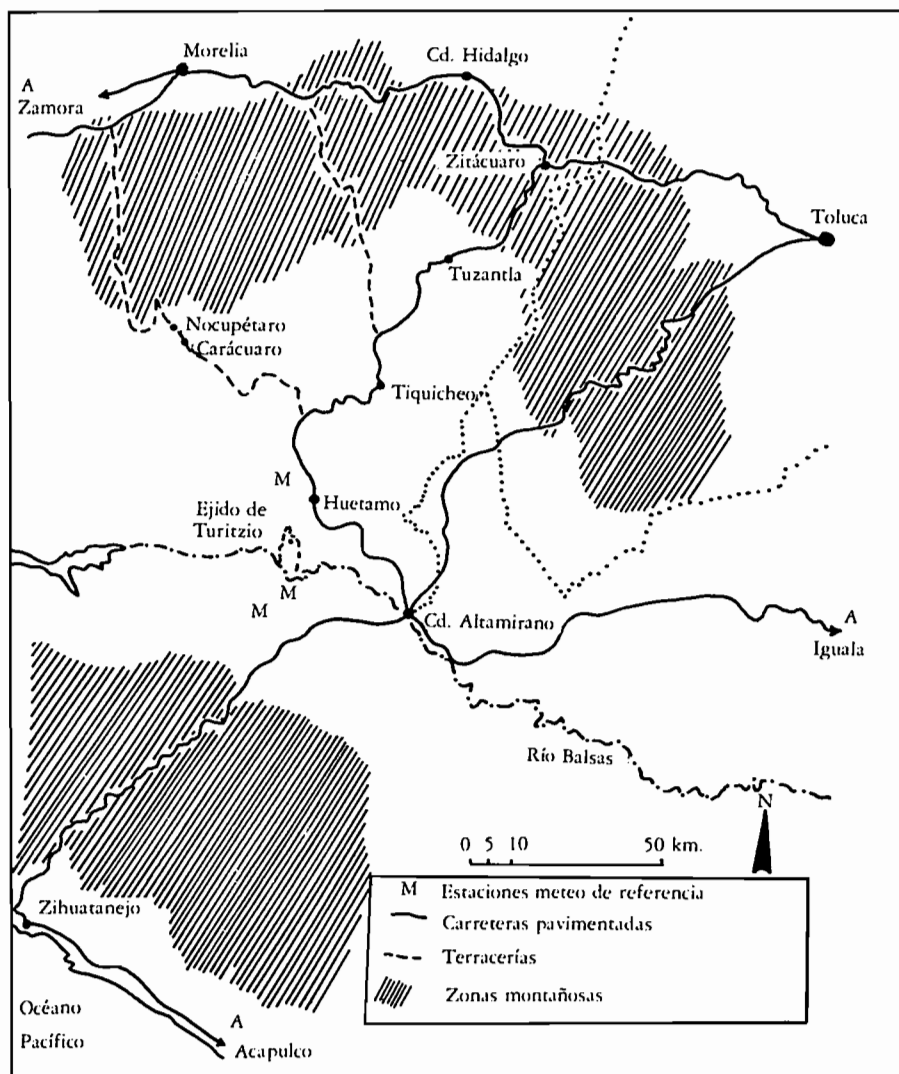 Morelia
Cd. Hidalgo
A
Zamora
Zitácuaro
Toluca
Tuzantla
Nocupétaro
Carácuaro
Tiquicheo
M
Huetamo
Ejido de
Turitzio
M
M
Cd. Altamirano
A
Iguala
Río Balsas
N
0 5 10 50 km.
M Estaciones meteo de referencia
Carreteras pavimentadas
Terracerías
Zonas montañosas
Zihuatanejo
Océano
Pacífico
A
Acapulco